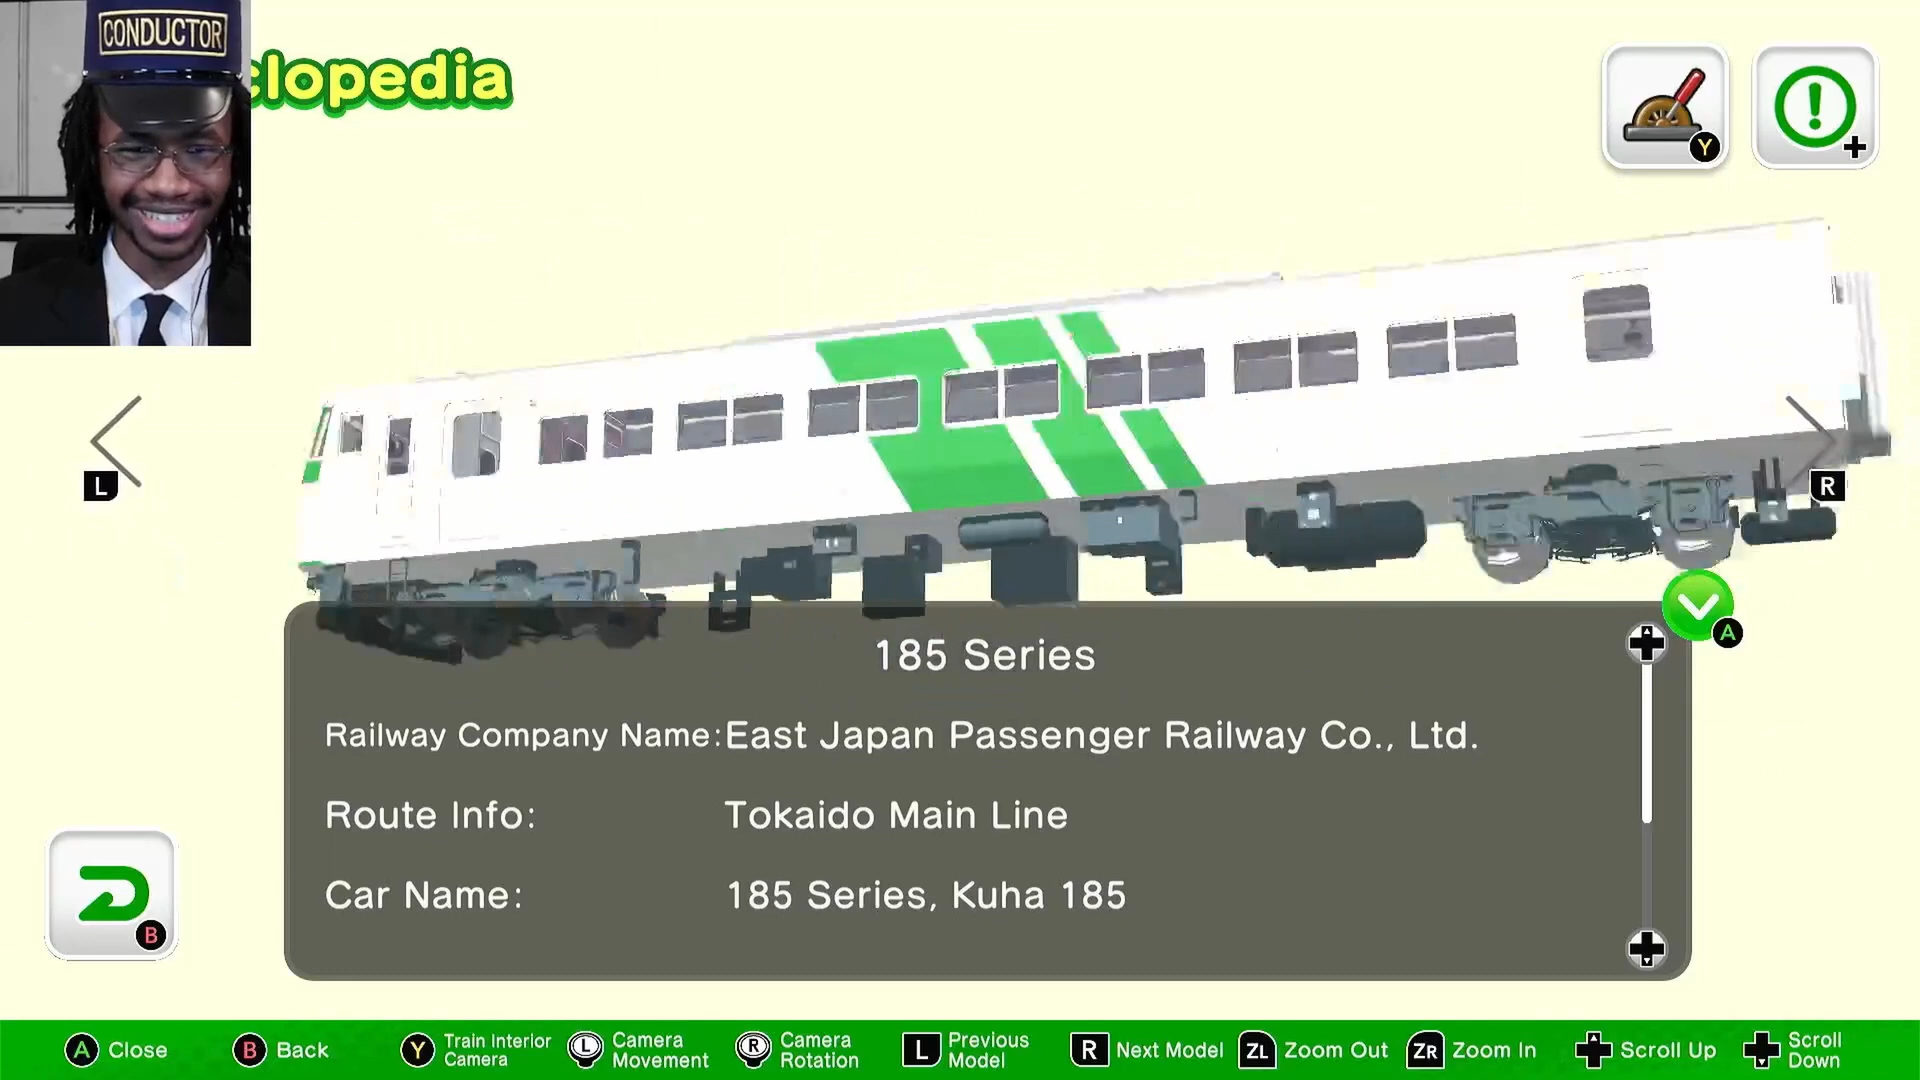 CONDUCTOR
clopedia
Y
L
R
A
185 Series
Railway Company Name: East Japan Passenger Railway Co., Ltd.
Route Info: Tokaido Main Line
Car Name: 185 Series, Kuha 185
B
A Close
B Back
Y Train Interior
Camera
L Camera
Movement
R Camera
Rotation
L Previous
Model
R Next Model
ZL Zoom Out
ZR Zoom In
Scroll Up
Scroll
Down